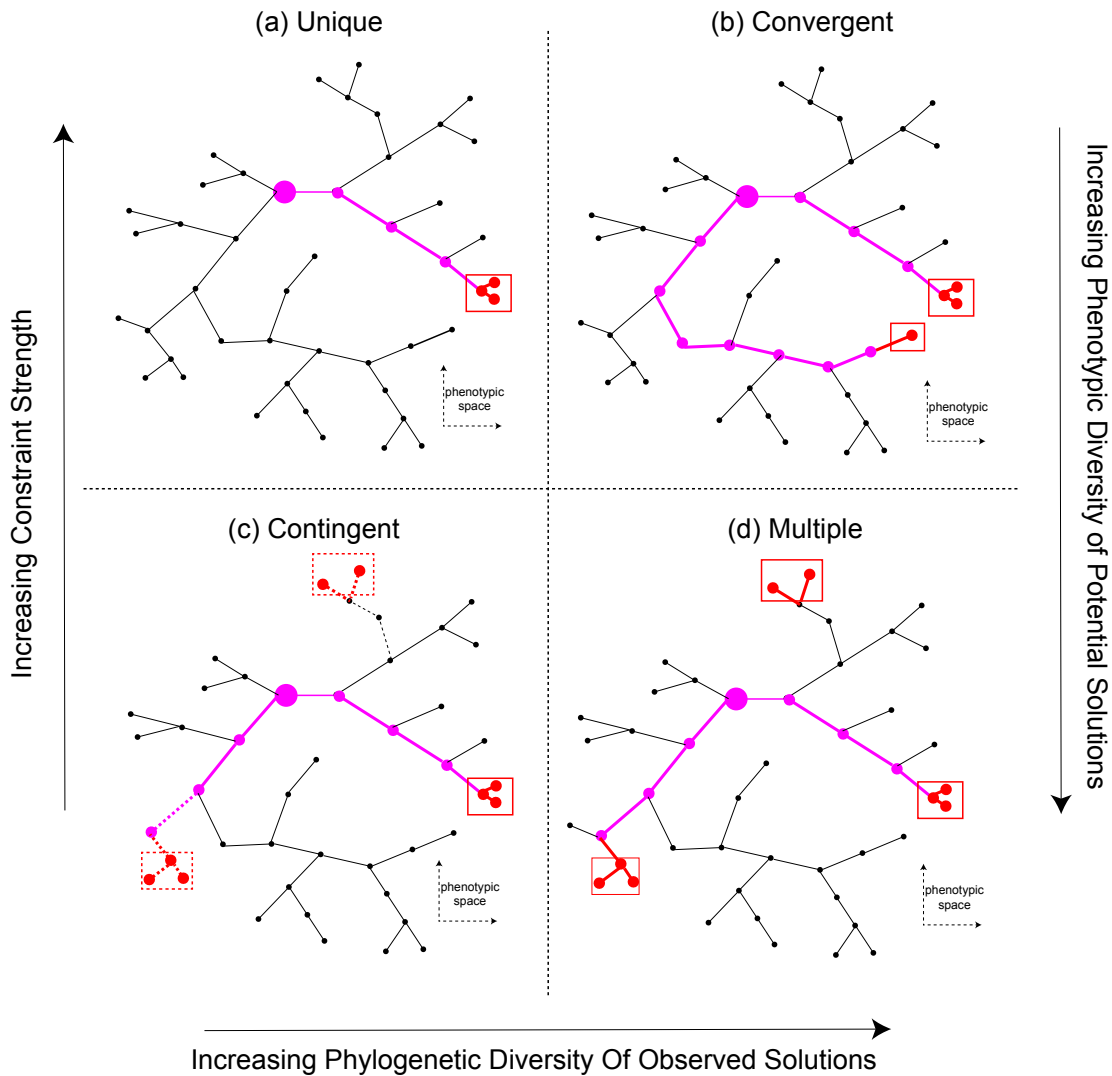 (a) Unique
(b) Convergent
Increasing Constraint Strength
Increasing Phenotypic Diversity of Potential Solutions
phenotypic
space
phenotypic
space
(c) Contingent
(d) Multiple
phenotypic
space
phenotypic
space
Increasing Phylogenetic Diversity Of Observed Solutions